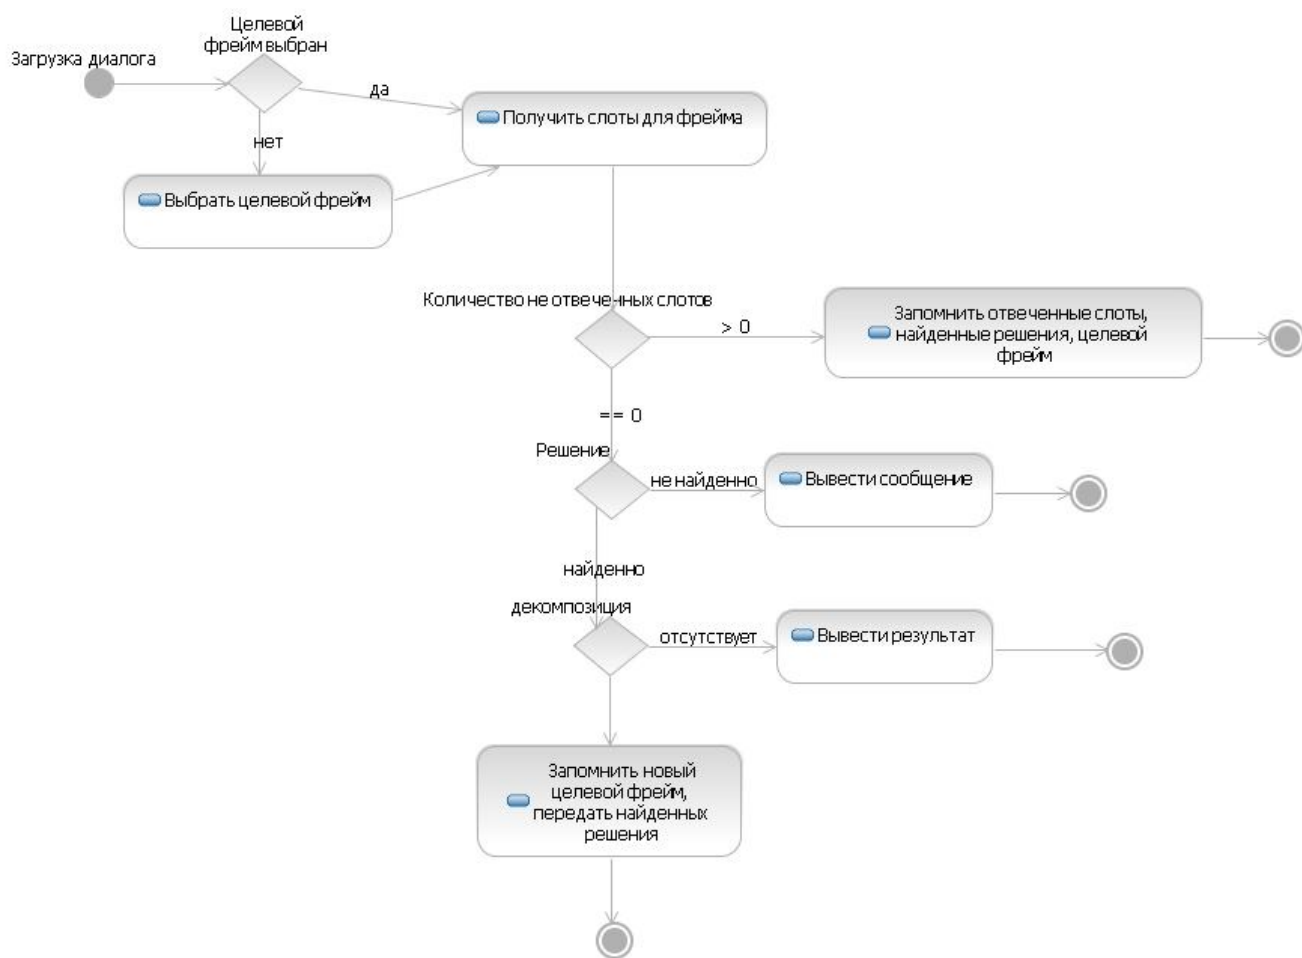 Целевой
фрейм выбран
Загрузка диалога
да
Получить слоты для фрейма
нет
Выбрать целевой фрейм
Количество не отвеченных слотов
> 0
Запомнить отвеченные слоты,
найденные решения, целевой
фрейм
== 0
Решение
не найденно
Вывести сообщение
найденно
декомпозиция
отсутствует
Вывести результат
Запомнить новый
целевой фрейм,
передать найденных
решения